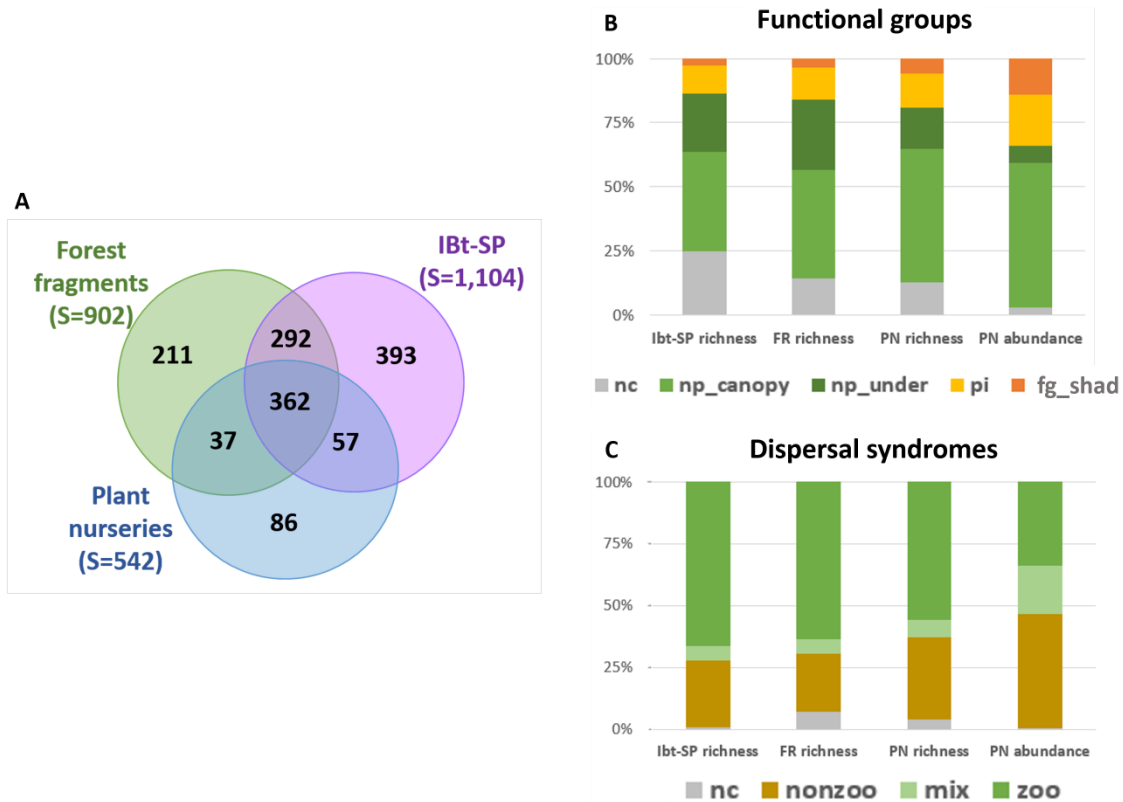 A
Forest
fragments
(S=902)
IBt-SP
(S=1,104)
292
211
393
362
37
57
Plant
nurseries
(S=542)
86
B
Functional groups
100%
75%
50%
25%
0%
Ibt-SP richness FR richness PN richness PN abundance
nc np_canopy np_under pi fg_shad
C
Dispersal syndromes
100%
75%
50%
25%
0%
Ibt-SP richness FR richness PN richness PN abundance
nc nonzoo mix zoo